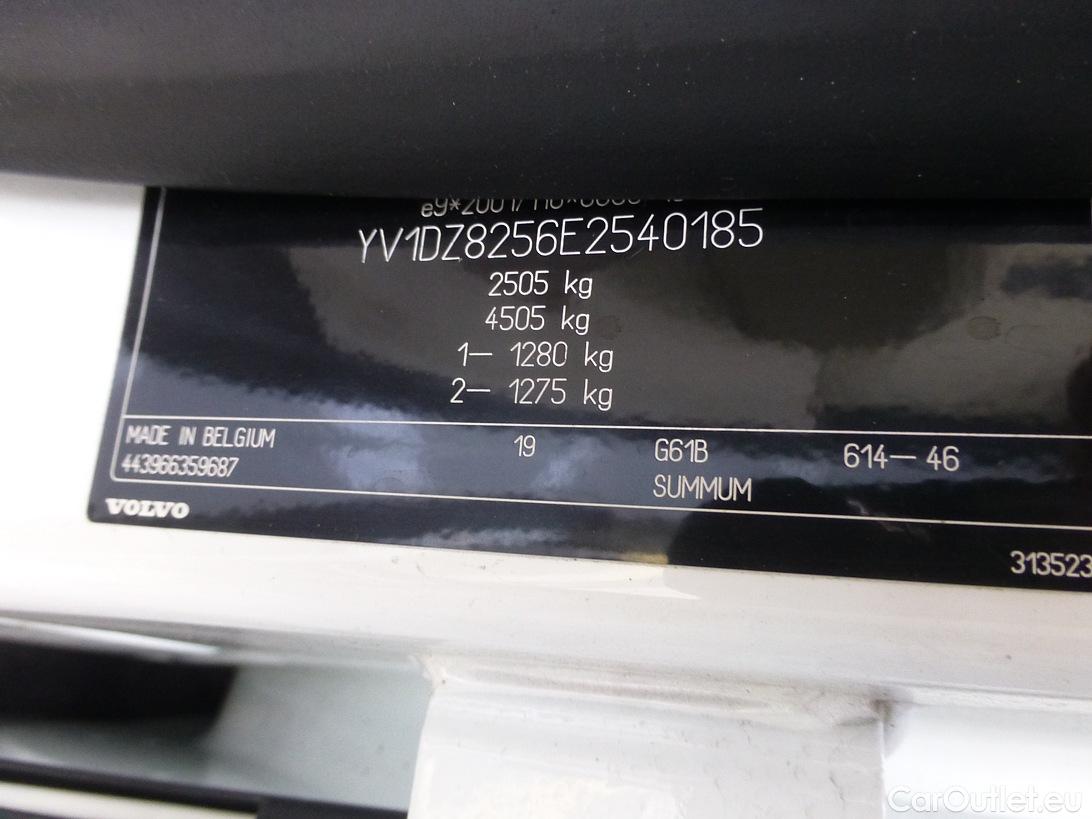 YV1DZ8256E2540185
2505 kg
4505 kg
1– 1280 kg
2– 1275 kg
MADE IN BELGIUM 19 G61B 614–46
443966359687 SUMMUM
VOLVO
313523
CarOutlet.eu